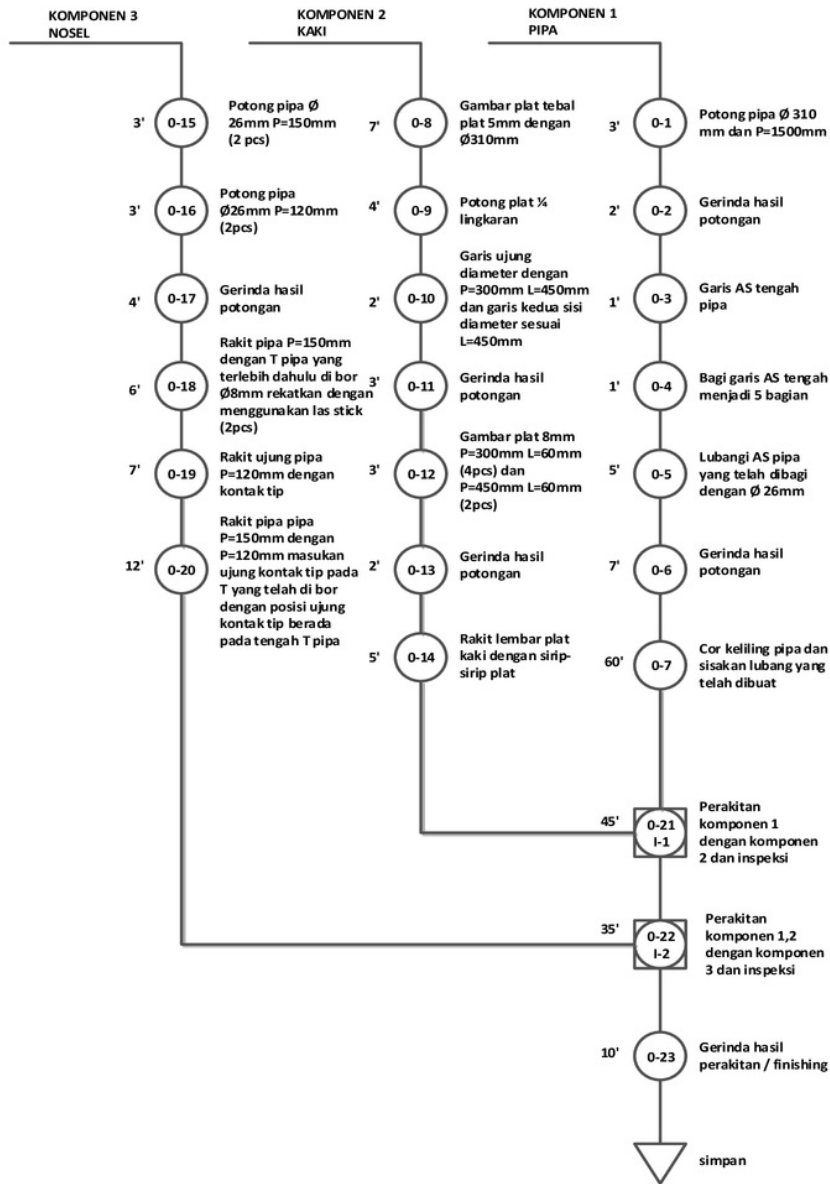 KOMPONEN 3
NOSEL
3'
0-15
Potong pipa Ø
26mm P=150mm
(2 pcs)
3'
0-16
Potong pipa
Ø26mm P=120mm
(2pcs)
4'
0-17
Gerinda hasil
potongan
6'
0-18
Rakit pipa P=150mm
dengan T pipa yang
terlebih dahulu di bor
Ø8mm rekatkan dengan
menggunakan las stick
(2pcs)
7'
0-19
Rakit ujung pipa
P=120mm dengan
kontak tip
12'
0-20
Rakit pipa pipa
P=150mm dengan
P=120mm masukan
ujung kontak tip pada
T yang telah di bor
dengan posisi ujung
kontak tip berada
pada tengah T pipa
KOMPONEN 2
KAKI
7'
0-8
Gambar plat tebal
plat 5mm dengan
Ø310mm
4'
0-9
Potong plat ¼
lingkaran
2'
0-10
Garis ujung
diameter dengan
P=300mm L=450mm
dan garis kedua sisi
diameter sesuai
L=450mm
3'
0-11
Gerinda hasil
potongan
3'
0-12
Gambar plat 8mm
P=300mm L=60mm
(4pcs) dan
P=450mm L=60mm
(2pcs)
2'
0-13
Gerinda hasil
potongan
5'
0-14
Rakit lembar plat
kaki dengan sirip-
sirip plat
KOMPONEN 1
PIPA
3'
0-1
Potong pipa Ø 310
mm dan P=1500mm
2'
0-2
Gerinda hasil
potongan
1'
0-3
Garis AS tengah
pipa
1'
0-4
Bagi garis AS tengah
menjadi 5 bagian
5'
0-5
Lubangi AS pipa
yang telah dibagi
dengan Ø 26mm
7'
0-6
Gerinda hasil
potongan
60'
0-7
Cor keliling pipa dan
sisakan lubang yang
telah dibuat
45'
0-21
I-1
Perakitan
komponen 1
dengan komponen
2 dan inspeksi
35'
0-22
I-2
Perakitan
komponen 1,2
dengan komponen
3 dan inspeksi
10'
0-23
Gerinda hasil
perakitan / finishing
simpan